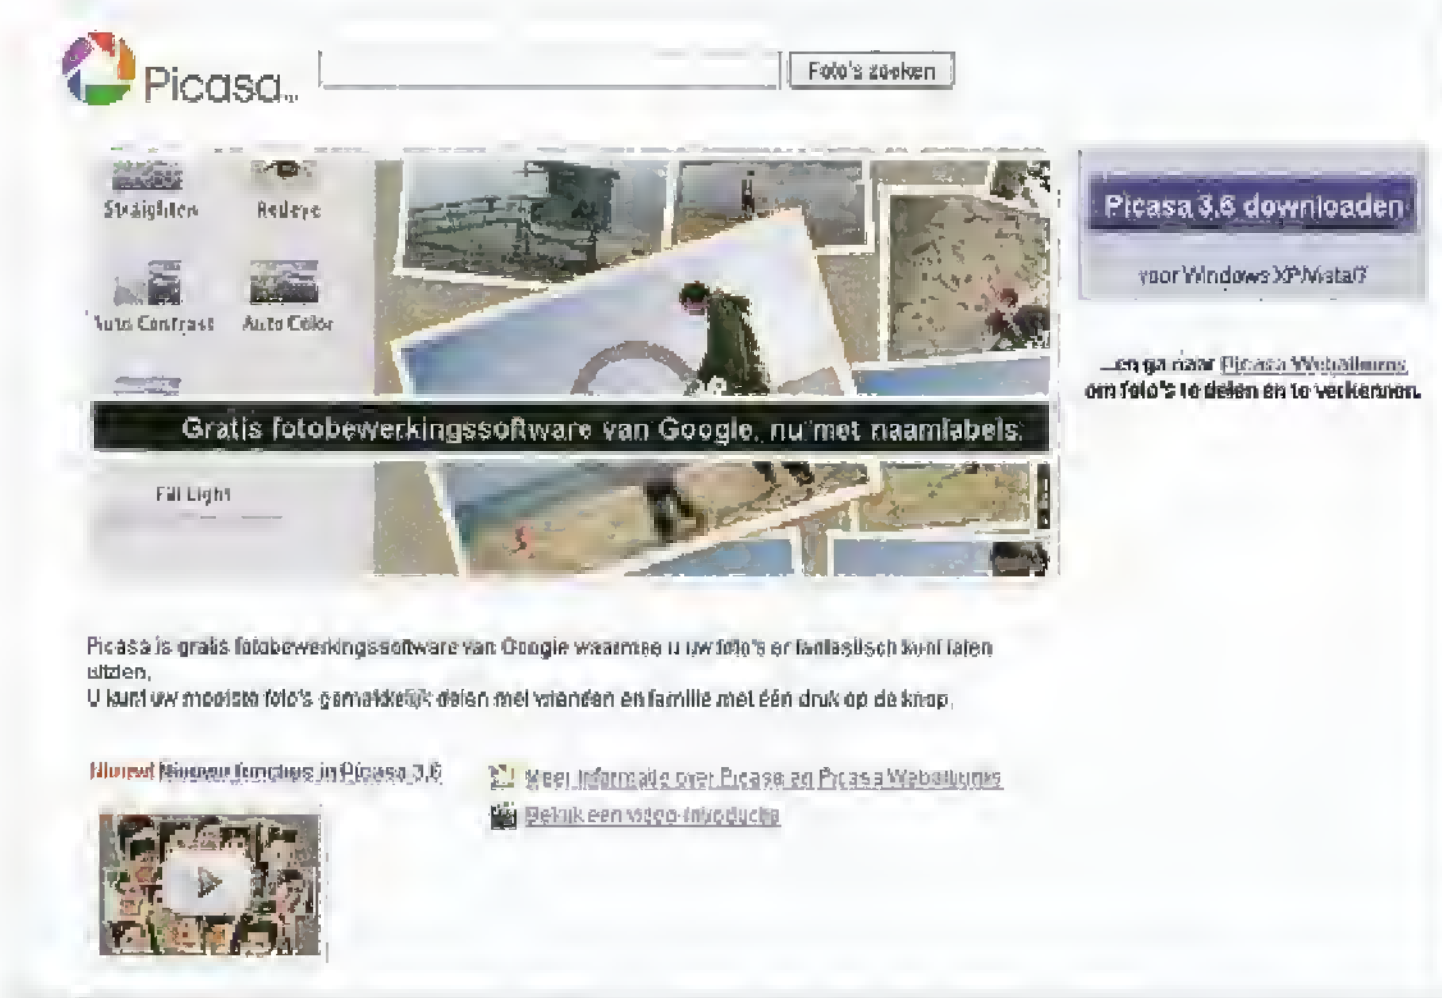 Picasa
Foto's zoeken
Straighten Redeye
Auto Contrast Auto Color
Gratis fotobewerkingssoftware van Google, nu met naamlabels.
Fill Light
Picasa 3.6 downloaden
voor Windows XP/Vista/7
...en ga naar Picasa Webalbums
om foto's te delen en te verkennen.
Picasa is gratis fotobewerkingssoftware van Google waarmee u uw foto's er fantastisch kunt laten
uitzien.
U kunt uw mooiste foto's gemakkelijk delen met vrienden en familie met één druk op de knop.
Nieuw! Nieuwe functies in Picasa 3.6
Meer informatie over Picasa en Picasa Webalbums
Bekijk een video-introductie